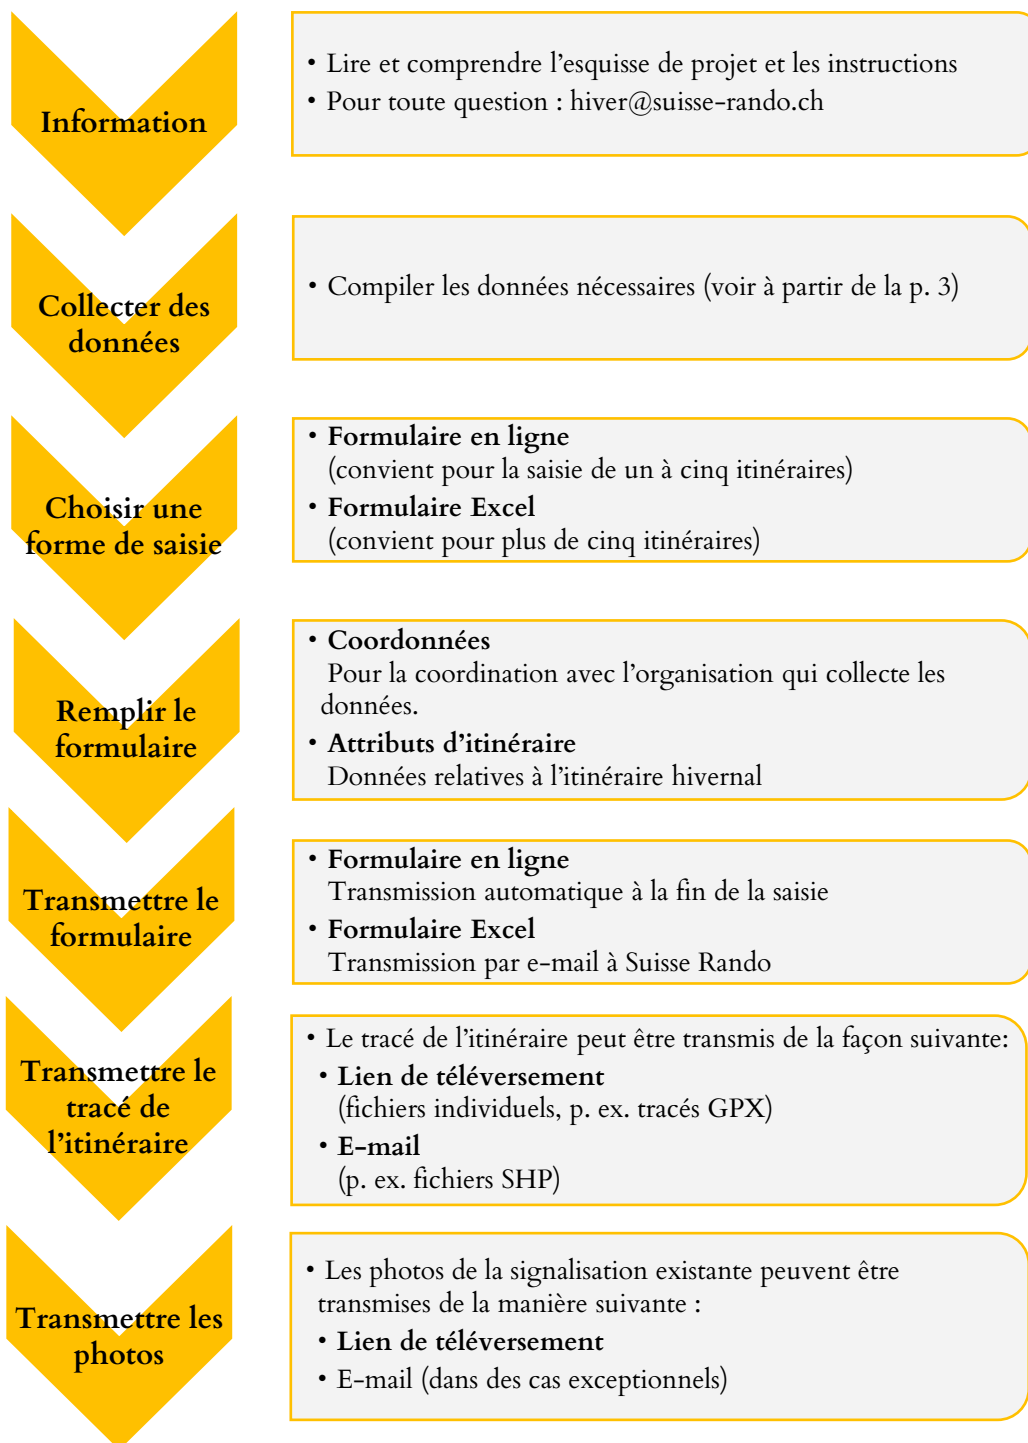 Information
• Lire et comprendre l’esquisse de projet et les instructions
• Pour toute question : hiver@suisse-rando.ch
Collecter des
données
• Compiler les données nécessaires (voir à partir de la p. 3)
Choisir une
forme de saisie
• Formulaire en ligne
(convient pour la saisie de un à cinq itinéraires)
• Formulaire Excel
(convient pour plus de cinq itinéraires)
Remplir le
formulaire
• Coordonnées
Pour la coordination avec l’organisation qui collecte les
données.
• Attributs d’itinéraire
Données relatives à l’itinéraire hivernal
Transmettre le
formulaire
• Formulaire en ligne
Transmission automatique à la fin de la saisie
• Formulaire Excel
Transmission par e-mail à Suisse Rando
Transmettre le
tracé de
l’itinéraire
• Le tracé de l’itinéraire peut être transmis de la façon suivante:
• Lien de téléversement
(fichiers individuels, p. ex. tracés GPX)
• E-mail
(p. ex. fichiers SHP)
Transmettre les
photos
• Les photos de la signalisation existante peuvent être
transmises de la manière suivante :
• Lien de téléversement
• E-mail (dans des cas exceptionnels)